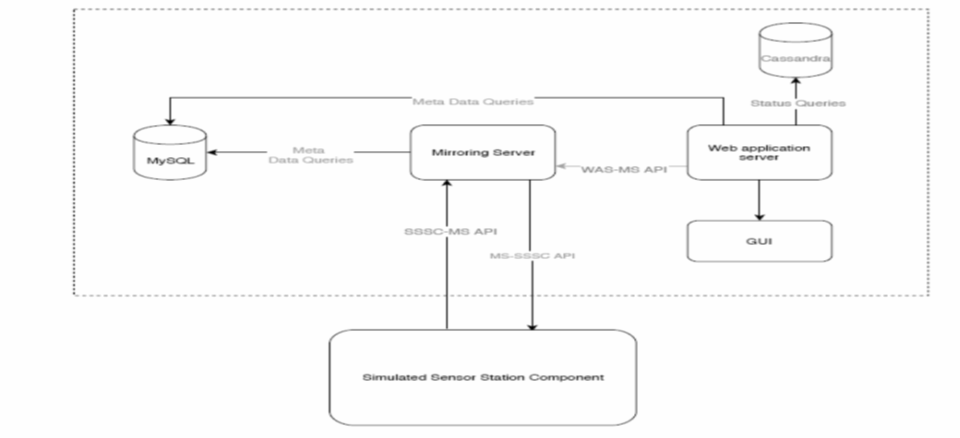 Cassandra
Meta Data Queries
Status Queries
MySQL
Meta
Data Queries
Mirroring Server
Web application
server
WAS-MS API
SSSC-MS API
GUI
MS-SSSC API
Simulated Sensor Station Component